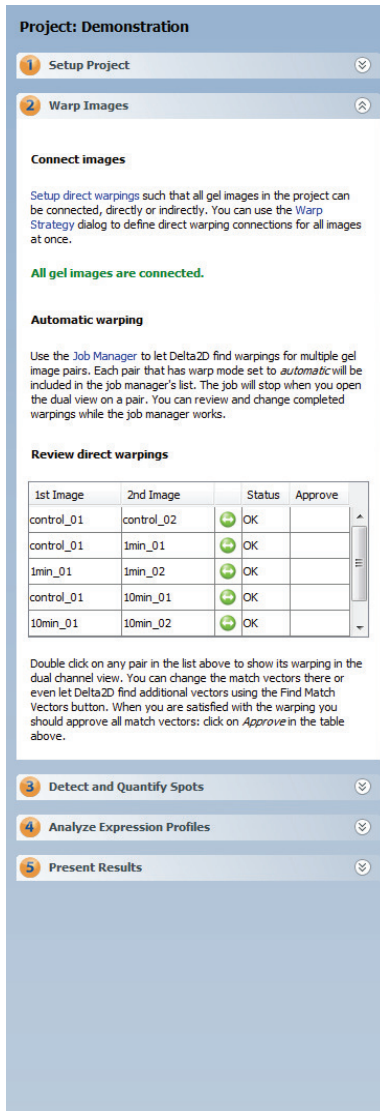 Project: Demonstration
1 Setup Project
2 Warp Images
Connect images
Setup direct warpings such that all gel images in the project can
be connected, directly or indirectly. You can use the Warp
Strategy dialog to define direct warping connections for all images
at once.
All gel images are connected.
Automatic warping
Use the Job Manager to let Delta2D find warpings for multiple gel
image pairs. Each pair that has warp mode set to automatic will be
included in the job manager's list. The job will stop when you open
the dual view on a pair. You can review and change completed
warpings while the job manager works.
Review direct warpings
1st Image 2nd Image Status Approve
control_01 control_02 OK
control_01 1min_01 OK
1min_01 1min_02 OK
control_01 10min_01 OK
10min_01 10min_02 OK
Double click on any pair in the list above to show its warping in the
dual channel view. You can change the match vectors there or
even let Delta2D find additional vectors using the Find Match
Vectors button. When you are satisfied with the warping you
should approve all match vectors: click on Approve in the table
above.
3 Detect and Quantify Spots
4 Analyze Expression Profiles
5 Present Results